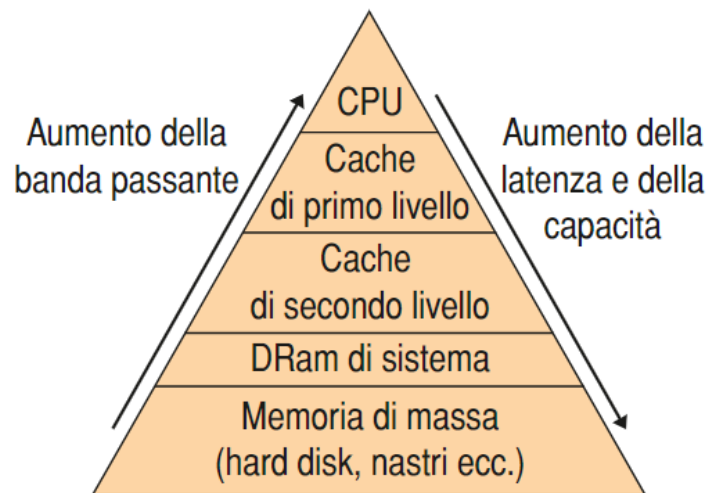 CPU
Aumento della
banda passante
Aumento della
latenza e della
capacità
Cache
di primo livello
Cache
di secondo livello
DRam di sistema
Memoria di massa
(hard disk, nastri ecc.)